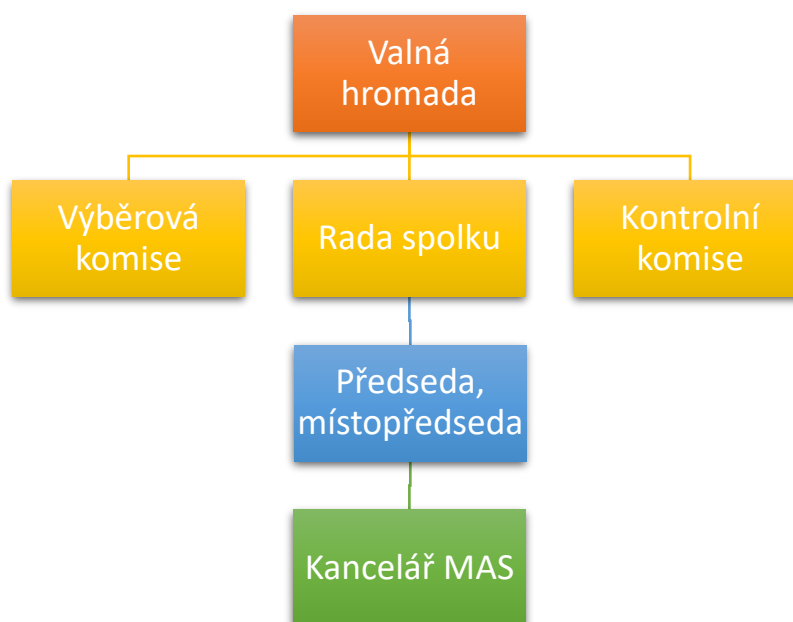 Valná
hromada
Výběrová
komise
Rada spolku
Kontrolní
komise
Předseda,
místopředseda
Kancelář MAS